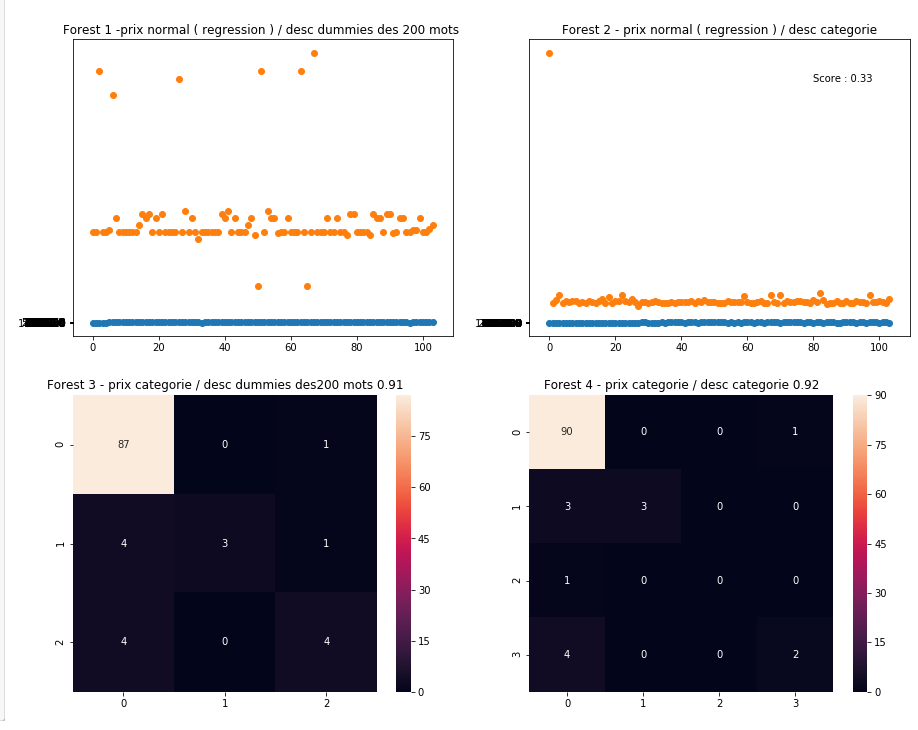 Forest 1 -prix normal ( regression ) / desc dummies des 200 mots
0 20 40 60 80 100
Forest 2 - prix normal ( regression ) / desc categorie
Score : 0.33
0 20 40 60 80 100
Forest 3 - prix categorie / desc dummies des200 mots 0.91
0 87 0 1
1 4 3 1
2 4 0 4
0 1 2
75
60
45
30
15
0
Forest 4 - prix categorie / desc categorie 0.92
0 90 0 0 1
1 3 3 0 0
2 1 0 0 0
3 4 0 0 2
0 1 2 3
90
75
60
45
30
15
0